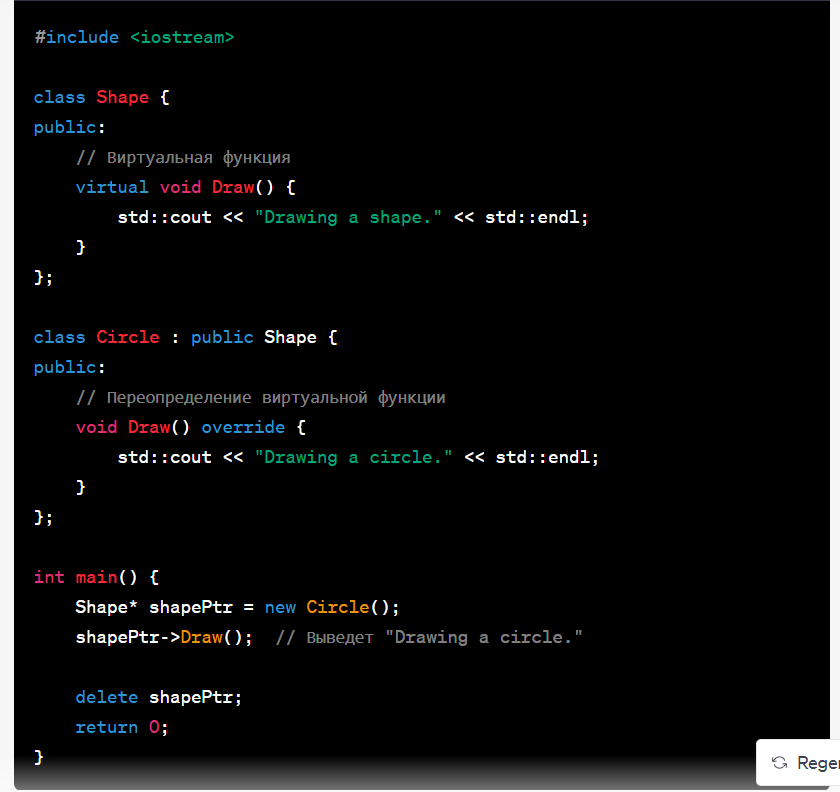 #include <iostream>
class Shape {
public:
// Виртуальная функция
virtual void Draw() {
std::cout << "Drawing a shape." << std::endl;
}
};
class Circle : public Shape {
public:
// Переопределение виртуальной функции
void Draw() override {
std::cout << "Drawing a circle." << std::endl;
}
};
int main() {
Shape* shapePtr = new Circle();
shapePtr->Draw();  // Выведет "Drawing a circle."
delete shapePtr;
return 0;
}
Reger